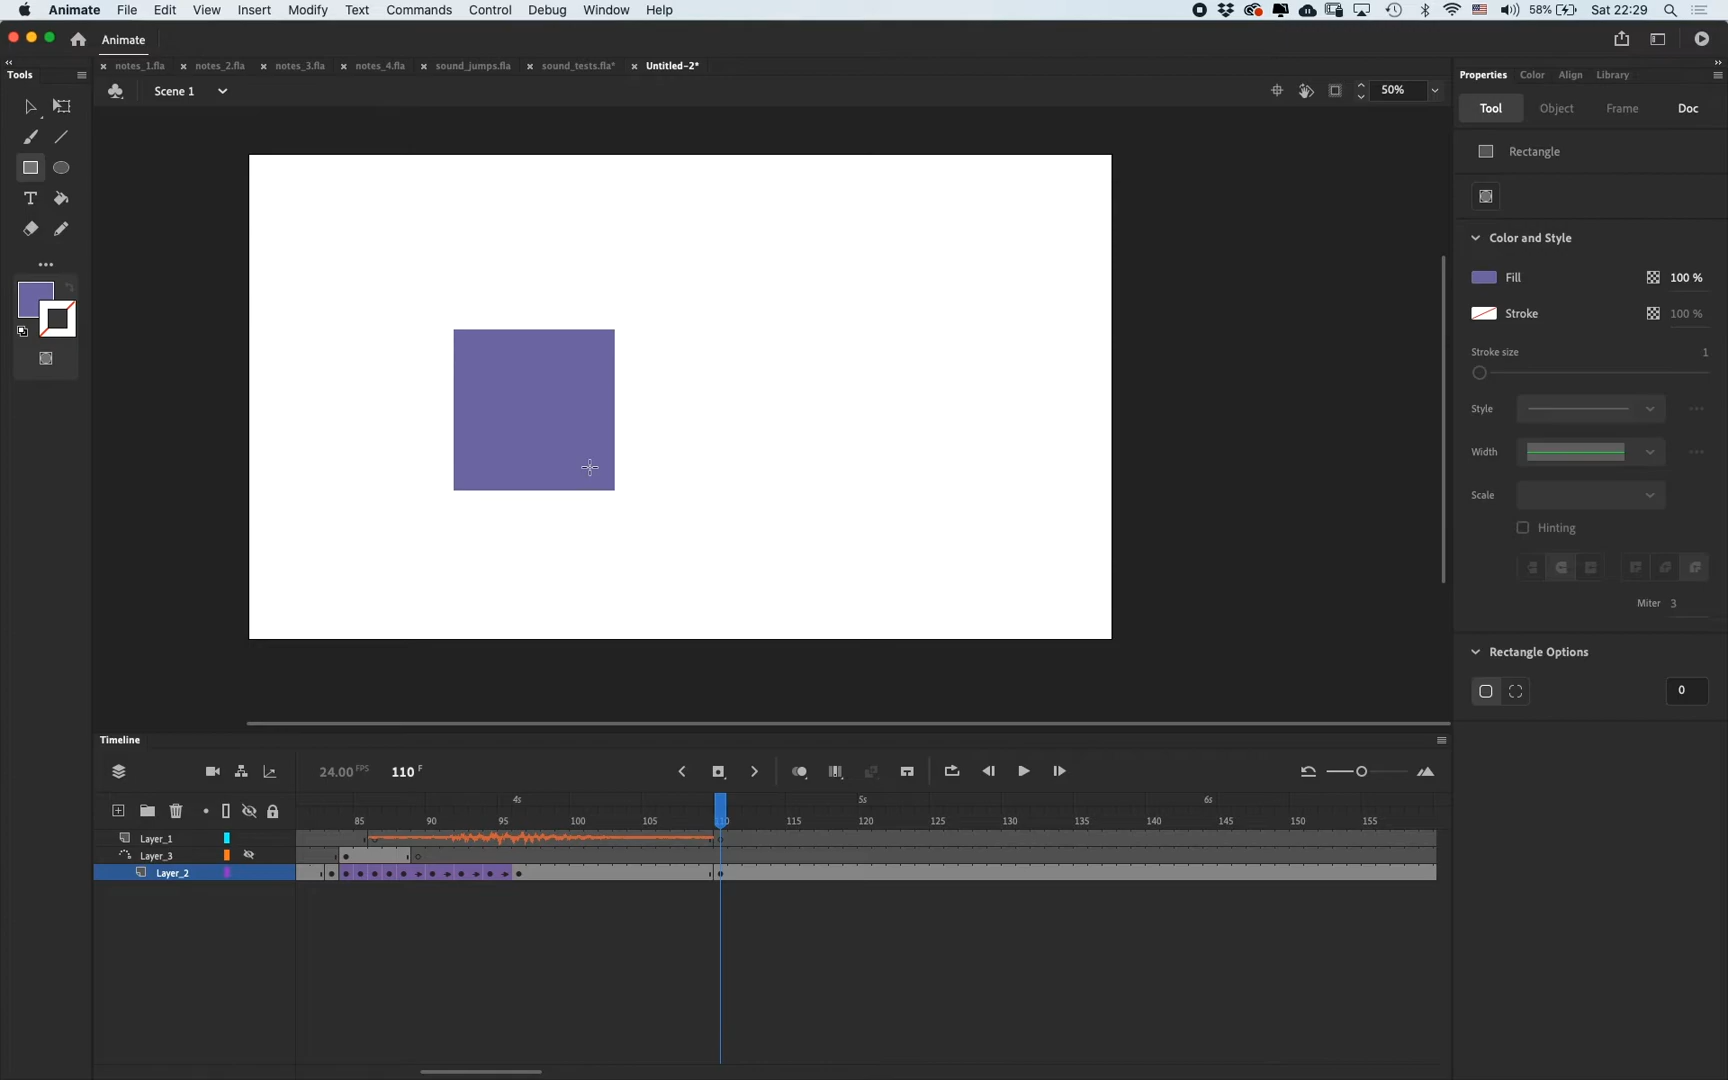 Animate File Edit View Insert Modify Text Commands Control Debug Window Help 58% Sat 22:29
Animate
Tools
notes_1.fla notes_2.fla notes_3.fla notes_4.fla sound_jumps.fla sound_tests.fla* Untitled-2*
Properties Color Align Library
Scene 1 50%
Tool Object Frame Doc
Rectangle
Color and Style
Fill 100 %
Stroke 100 %
Stroke size 1
Style
Width
Scale
Hinting
Miter 3
Rectangle Options
0
Timeline
24.00 FPS 110 F
4s 5s 6s
85 90 95 100 105 110 115 120 125 130 135 140 145 150 155
Layer_1
Layer_3
Layer_2